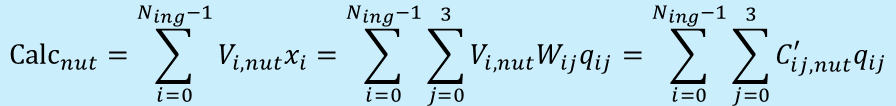 Calc_{nut} = \sum_{i=0}^{N_{ing}-1} V_{i,nut} x_i = \sum_{i=0}^{N_{ing}-1} \sum_{j=0}^{3} V_{i,nut} W_{ij} q_{ij} = \sum_{i=0}^{N_{ing}-1} \sum_{j=0}^{3} C'_{ij,nut} q_{ij}